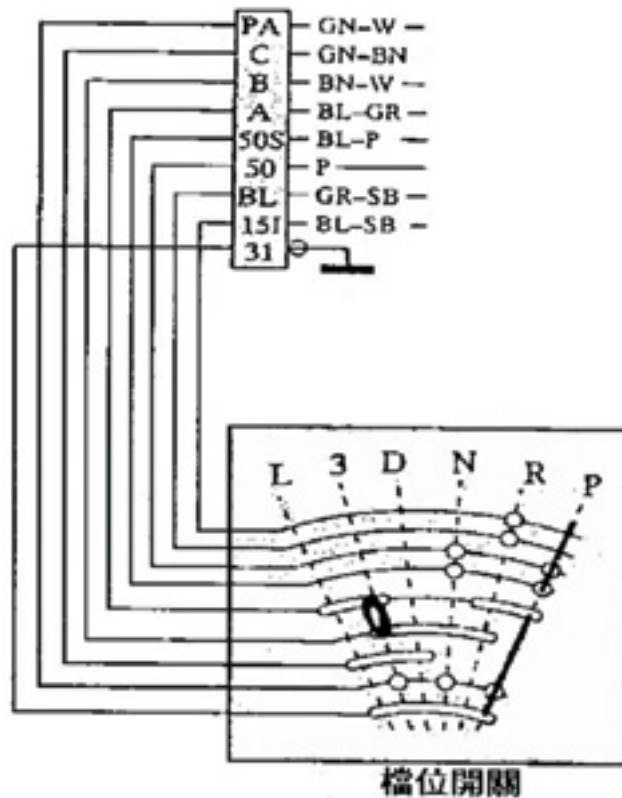 PA GN-W
C GN-BN
B BN-W
A BL-GR
50S BL-P
50 P
BL GR-SB
15I BL-SB
31
L 3 D N R P
檔位開關